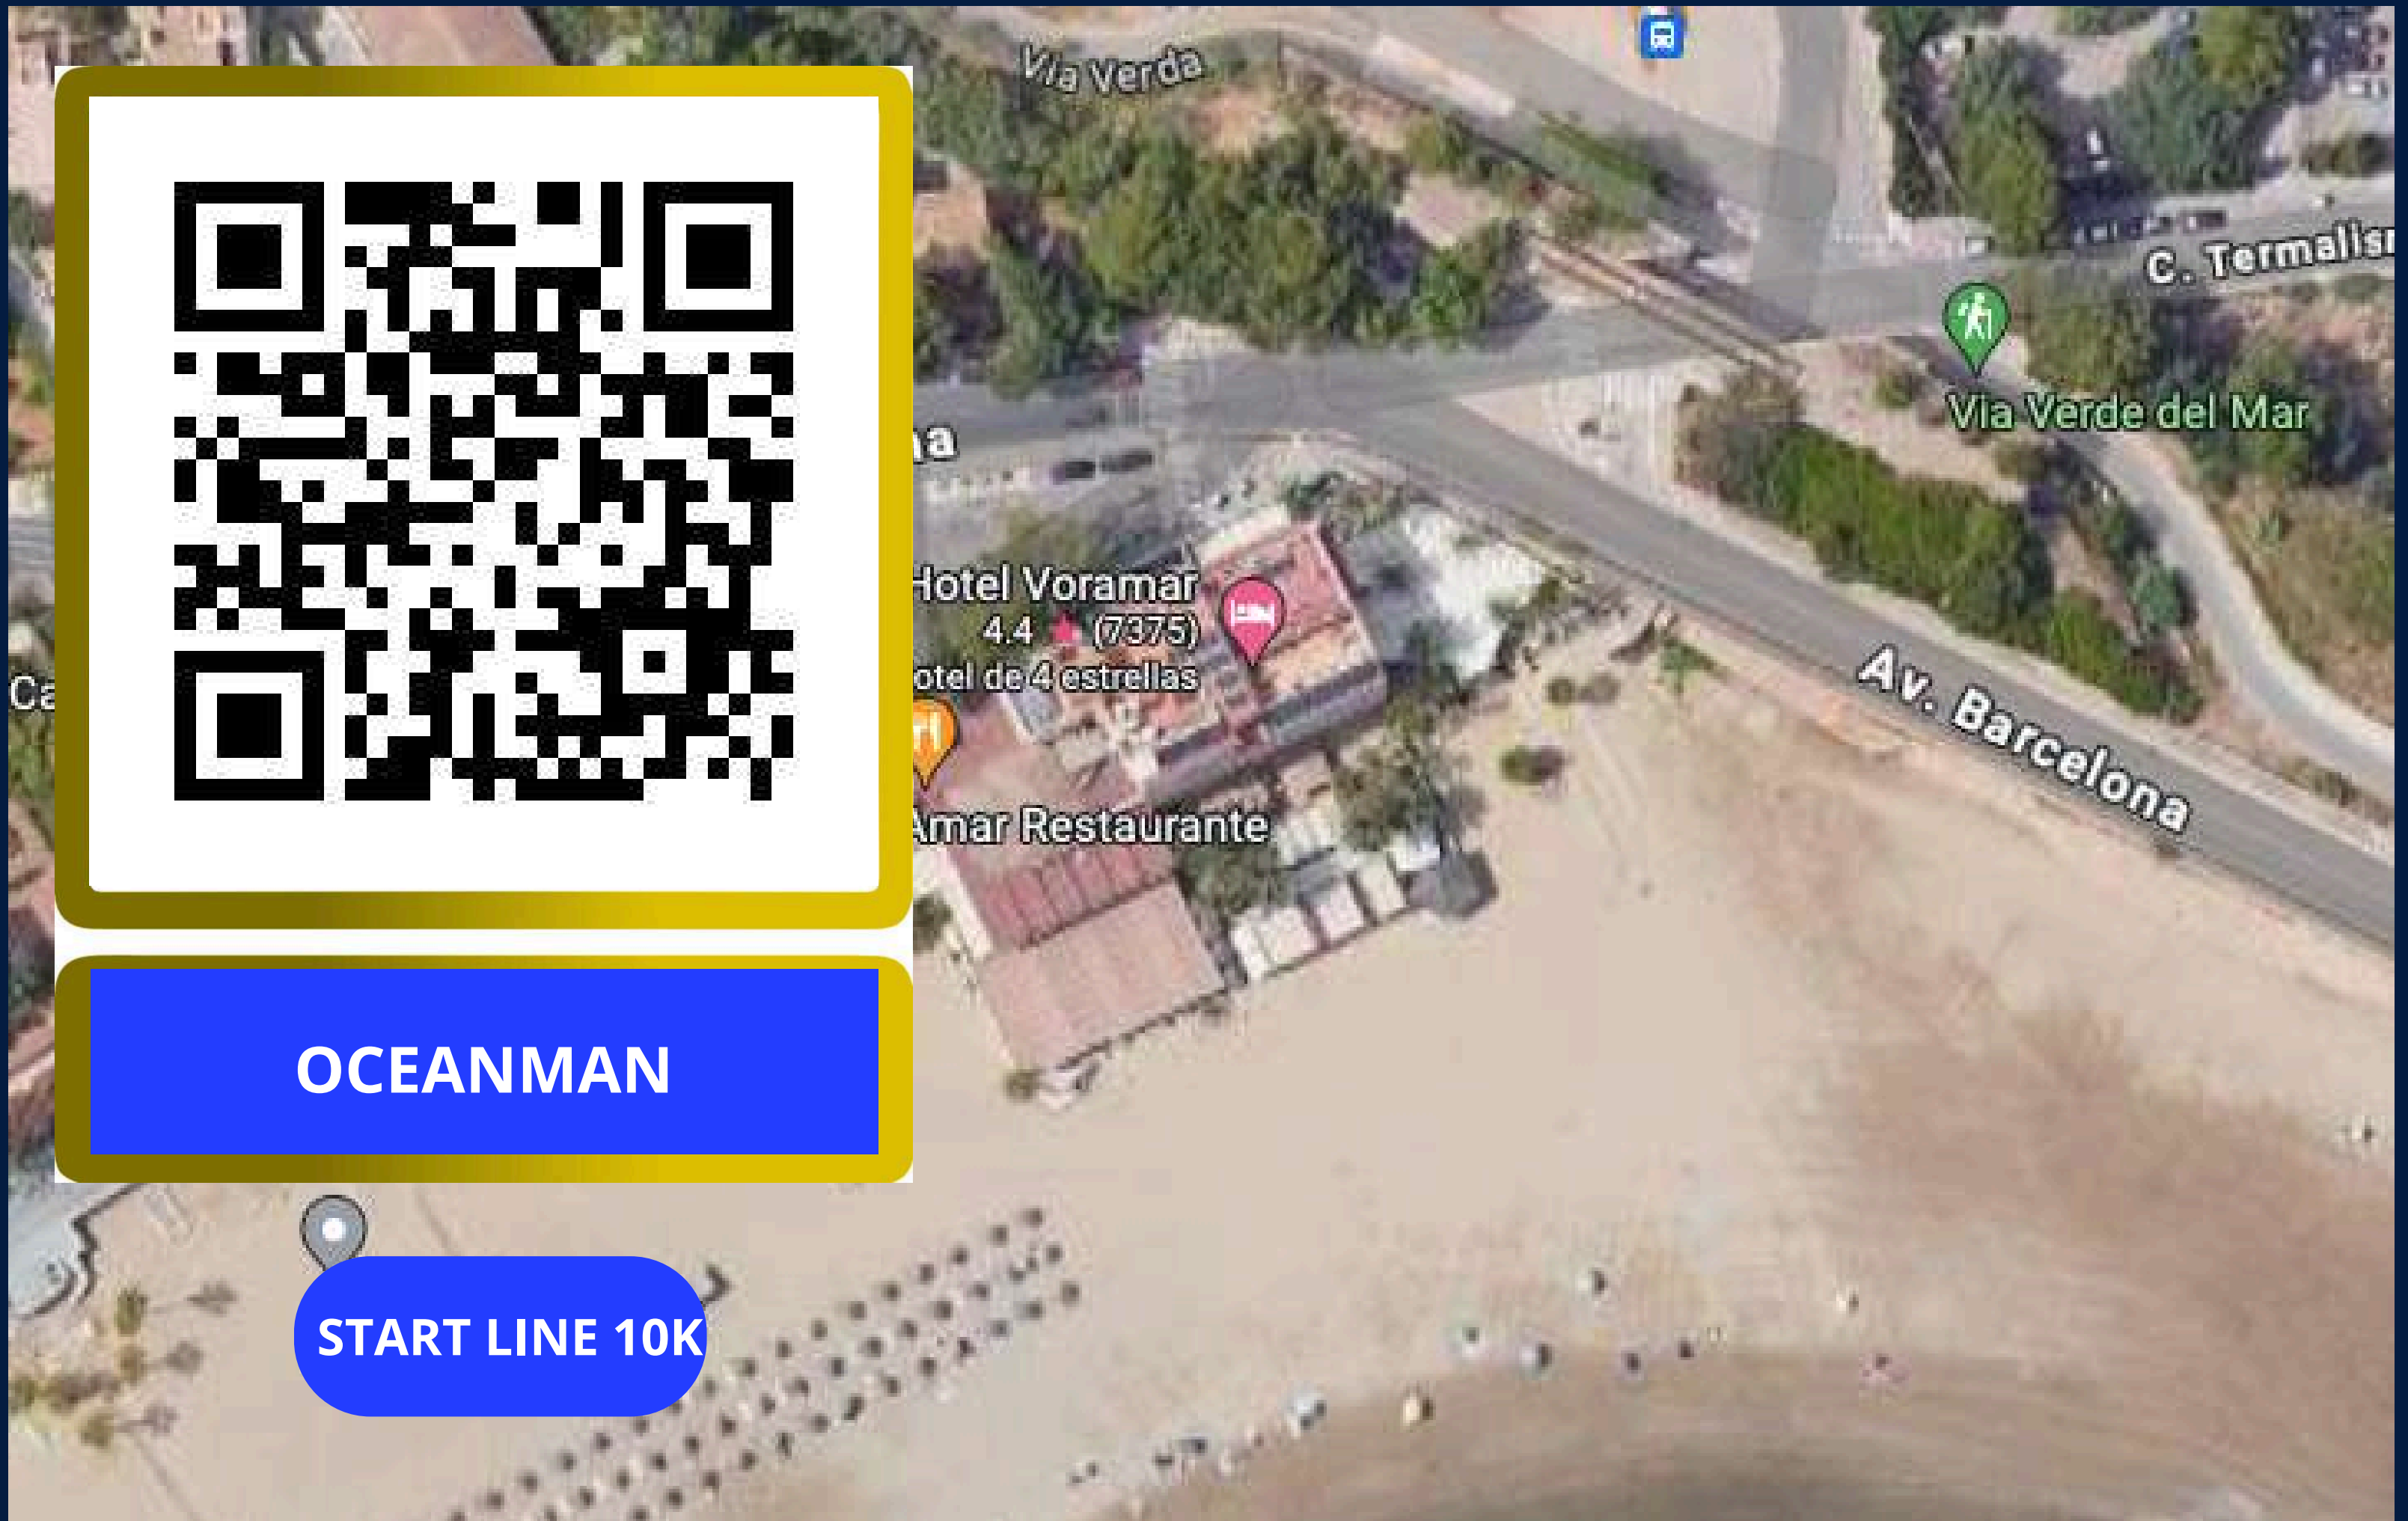 Via Verda
C. Termalis
Via Verde del Mar
na
Hotel Voramar
4.4 (7375)
otel de 4 estrellas
Ca
Av. Barcelona
Amar Restaurante
OCEANMAN
START LINE 10K